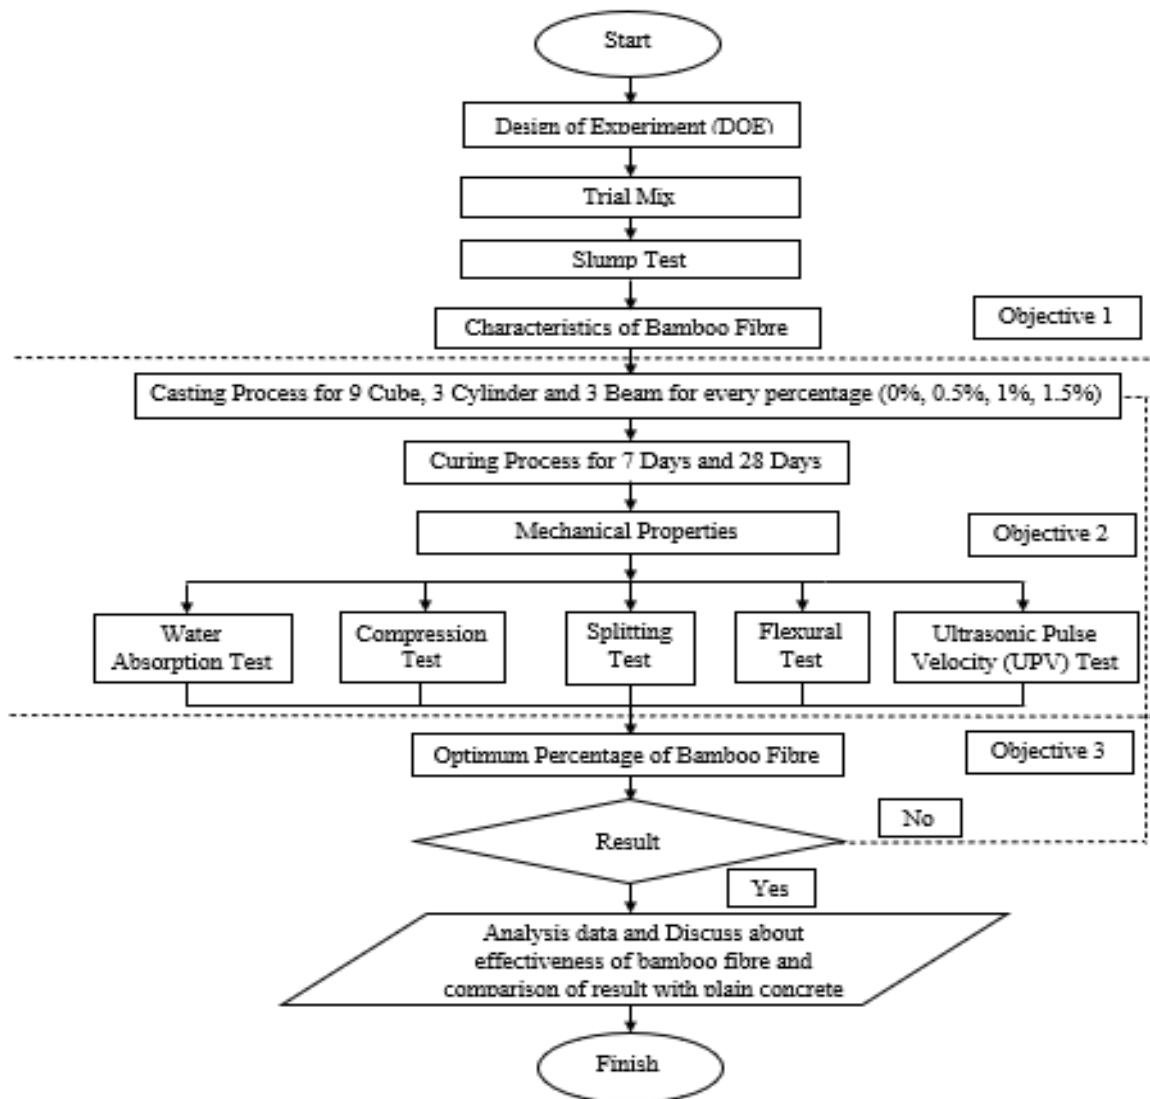 Start
Design of Experiment (DOE)
Trial Mix
Slump Test
Characteristics of Bamboo Fibre
Objective 1
Casting Process for 9 Cube, 3 Cylinder and 3 Beam for every percentage (0%, 0.5%, 1%, 1.5%)
Curing Process for 7 Days and 28 Days
Mechanical Properties
Objective 2
Water
Absorption Test
Compression
Test
Splitting
Test
Flexural
Test
Ultrasonic Pulse
Velocity (UPV) Test
Optimum Percentage of Bamboo Fibre
Objective 3
Result
No
Yes
Analysis data and Discuss about
effectiveness of bamboo fibre and
comparison of result with plain concrete
Finish